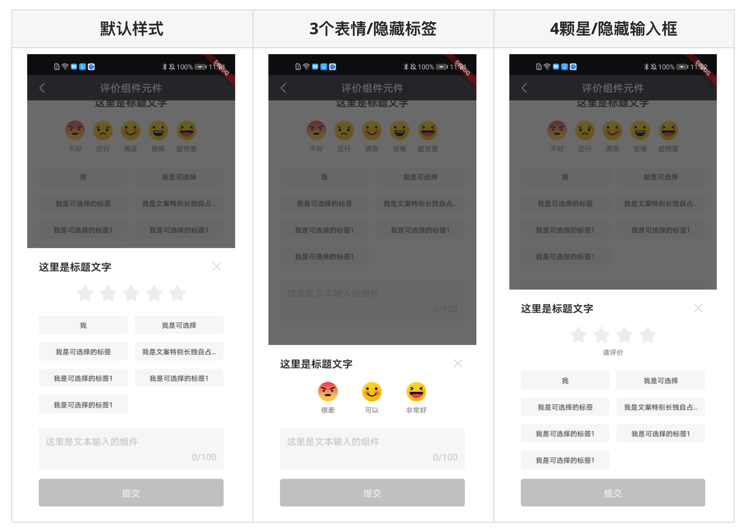 默认样式
3个表情/隐藏标签
4颗星/隐藏输入框
100%
评价组件元件
这里是标题文字
不好 还行 满意 很棒 超惊喜
我 我是可选择
我是可选择的标签 我是文案特别长独自占...
我是可选择的标签1 我是可选择的标签1
这里是标题文字
我 我是可选择
我是可选择的标签 我是文案特别长独自占...
我是可选择的标签1 我是可选择的标签1
我是可选择的标签1
这里是文本输入的组件
0/100
提交
100%
评价组件元件
这里是标题文字
不好 还行 满意 很棒 超惊喜
我 我是可选择
我是可选择的标签 我是文案特别长独自占...
我是可选择的标签1 我是可选择的标签1
我是可选择的标签1
这里是文本输入的组件
0/100
这里是标题文字
很差 可以 非常好
这里是文本输入的组件
0/100
提交
100%
评价组件元件
这里是标题文字
不好 还行 满意 很棒 超惊喜
我 我是可选择
我是可选择的标签 我是文案特别长独自占...
我是可选择的标签1 我是可选择的标签1
我是可选择的标签1
这里是标题文字
请评价
我 我是可选择
我是可选择的标签 我是文案特别长独自占...
我是可选择的标签1 我是可选择的标签1
我是可选择的标签1
提交